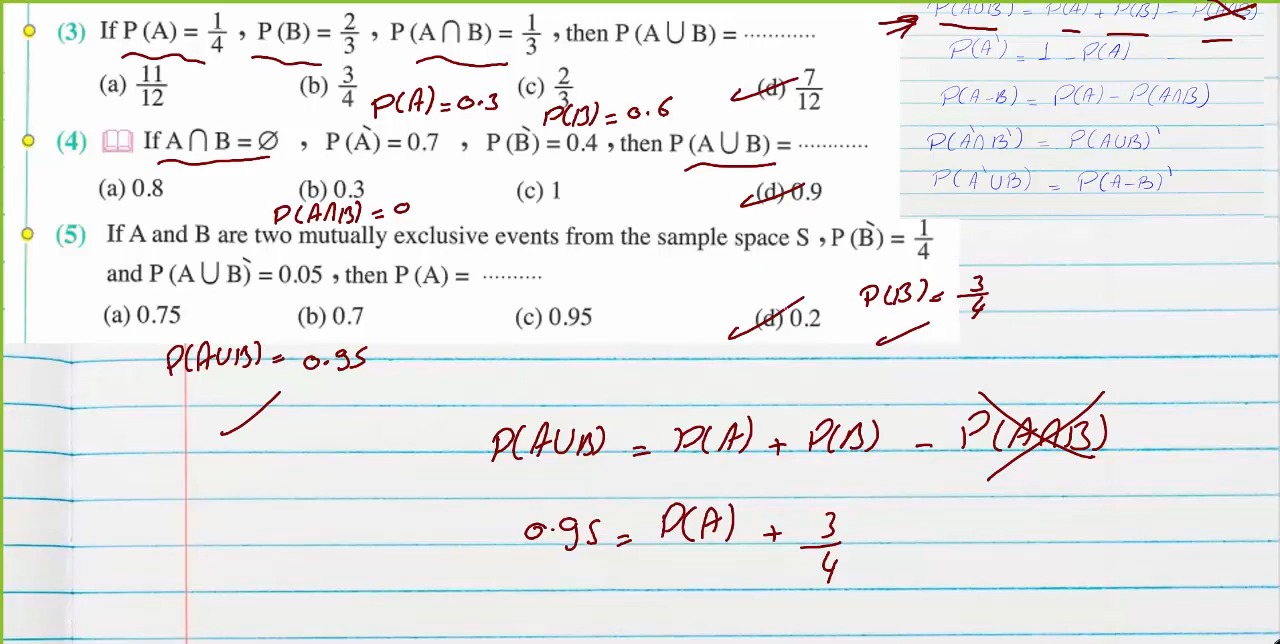 P(A∪B) = P(A) + P(B) - P(A∩B)
P(A') = 1 - P(A)
P(A-B) = P(A) - P(A∩B)
P(A'∩B') = P(A∪B)'
P(A'∪B) = P(A-B)'
(3) If P (A) = 1/4 , P (B) = 2/3 , P (A ∩ B) = 1/3 , then P (A ∪ B) = ............
(a) 11/12 (b) 3/4 (c) 2/3 (d) 7/12
P(A) = 0.3 P(B) = 0.6
(4) If A ∩ B = ∅ , P (A`) = 0.7 , P (B`) = 0.4 , then P (A ∪ B) = ............
(a) 0.8 (b) 0.3 (c) 1 (d) 0.9
P(A∩B) = 0
(5) If A and B are two mutually exclusive events from the sample space S , P (B`) = 1/4
and P (A ∪ B)` = 0.05 , then P (A) = ..........
(a) 0.75 (b) 0.7 (c) 0.95 (d) 0.2
P(B) = 3/4
P(A∪B) = 0.95
P(A∪B) = P(A) + P(B) - P(A∩B)
0.95 = P(A) + 3/4